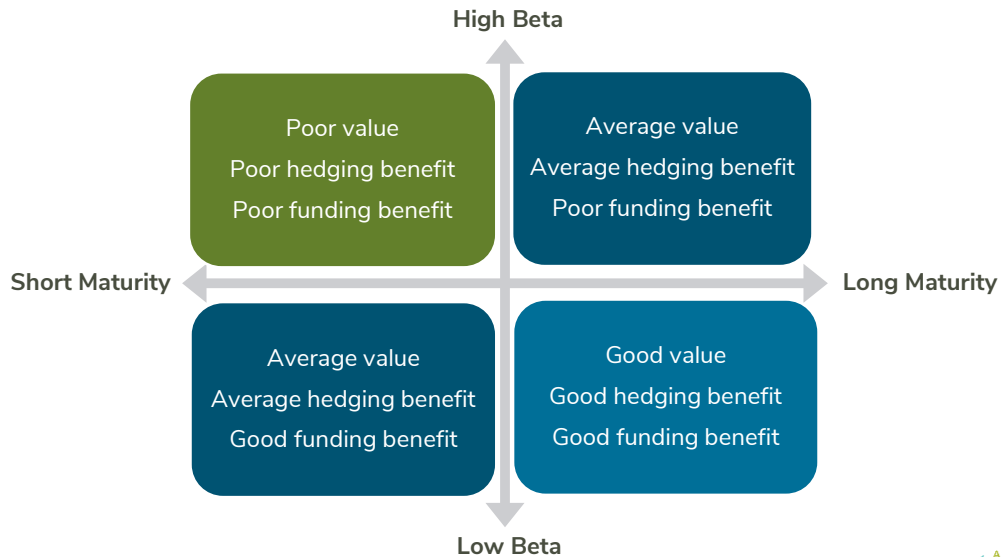 High Beta
Poor value
Poor hedging benefit
Poor funding benefit
Average value
Average hedging benefit
Poor funding benefit
Short Maturity
Long Maturity
Average value
Average hedging benefit
Good funding benefit
Good value
Good hedging benefit
Good funding benefit
Low Beta